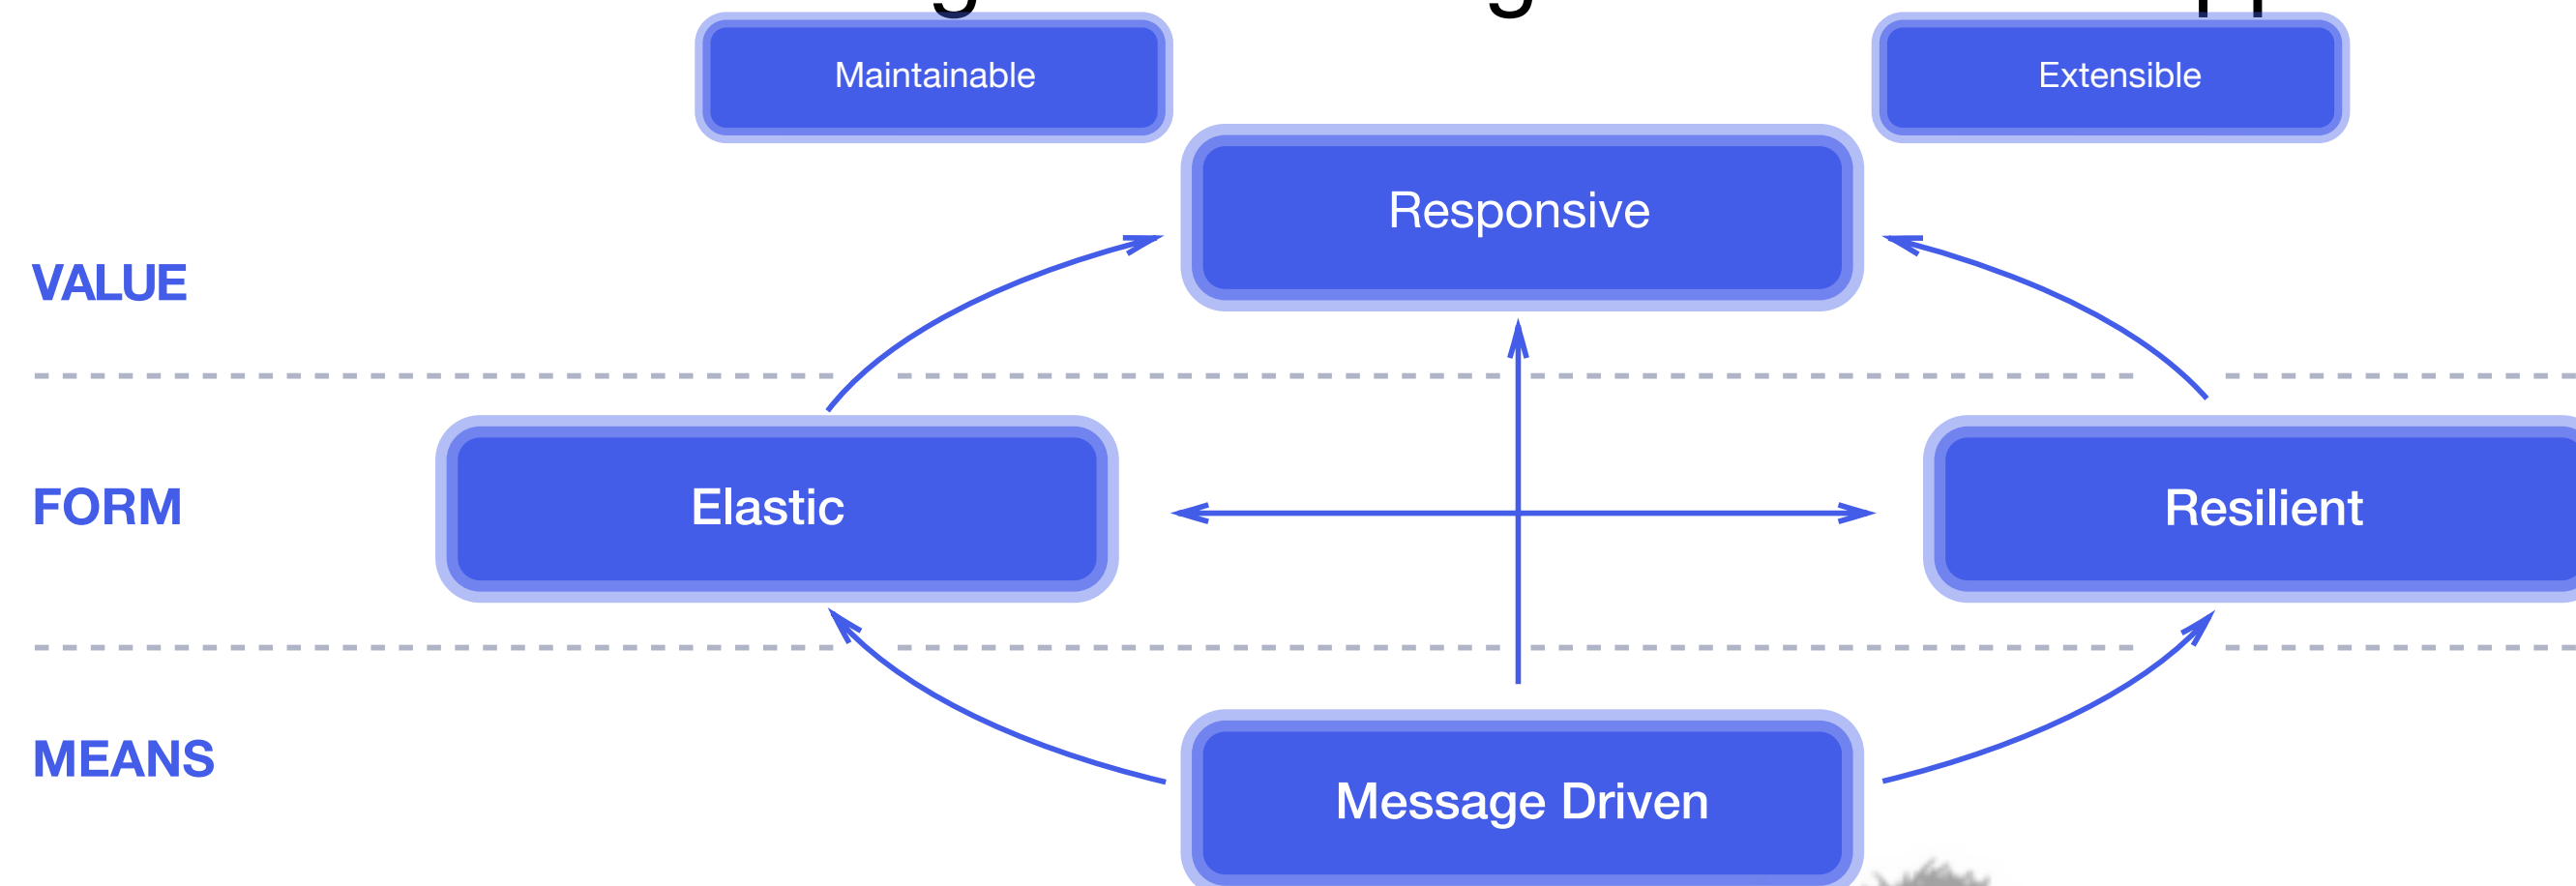 Maintainable
Extensible
Responsive
VALUE
FORM
Elastic
Resilient
MEANS
Message Driven